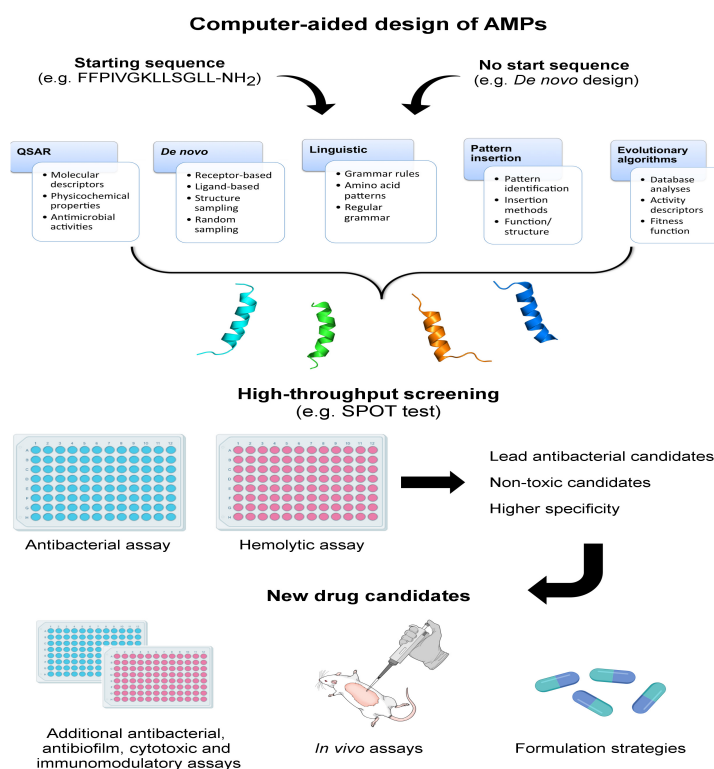 Computer-aided design of AMPs
Starting sequence
(e.g. FFPIVGKLLSGLL-NH2)
No start sequence
(e.g. De novo design)
QSAR
• Molecular
descriptors
• Physicochemical
properties
• Antimicrobial
activities
De novo
• Receptor-based
• Ligand-based
• Structure
sampling
• Random
sampling
Linguistic
• Grammar rules
• Amino acid
patterns
• Regular
grammar
Pattern
insertion
• Pattern
identification
• Insertion
methods
• Function/
structure
Evolutionary
algorithms
• Database
analyses
• Activity
descriptors
• Fitness
function
High-throughput screening
(e.g. SPOT test)
Antibacterial assay
Hemolytic assay
Lead antibacterial candidates
Non-toxic candidates
Higher specificity
New drug candidates
Additional antibacterial,
antibiofilm, cytotoxic and
immunomodulatory assays
In vivo assays
Formulation strategies